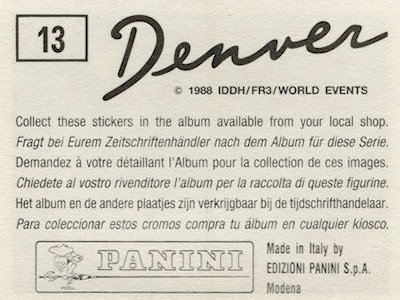 13
Denver
© 1988 IDDH/FR3/WORLD EVENTS
Collect these stickers in the album available from your local shop.
Fragt bei Eurem Zeitschriftenhändler nach dem Album für diese Serie.
Demandez à votre détaillant l'Album pour la collection de ces images.
Chiedete al vostro rivenditore l'album per la raccolta di queste figurine.
Het album en de andere plaatjes zijn verkrijgbaar bij de tijdschrifthandelaar.
Para coleccionar estos cromos compra tu álbum en cualquier kiosco.
PANINI
Made in Italy by
EDIZIONI PANINI S.p.A.
Modena